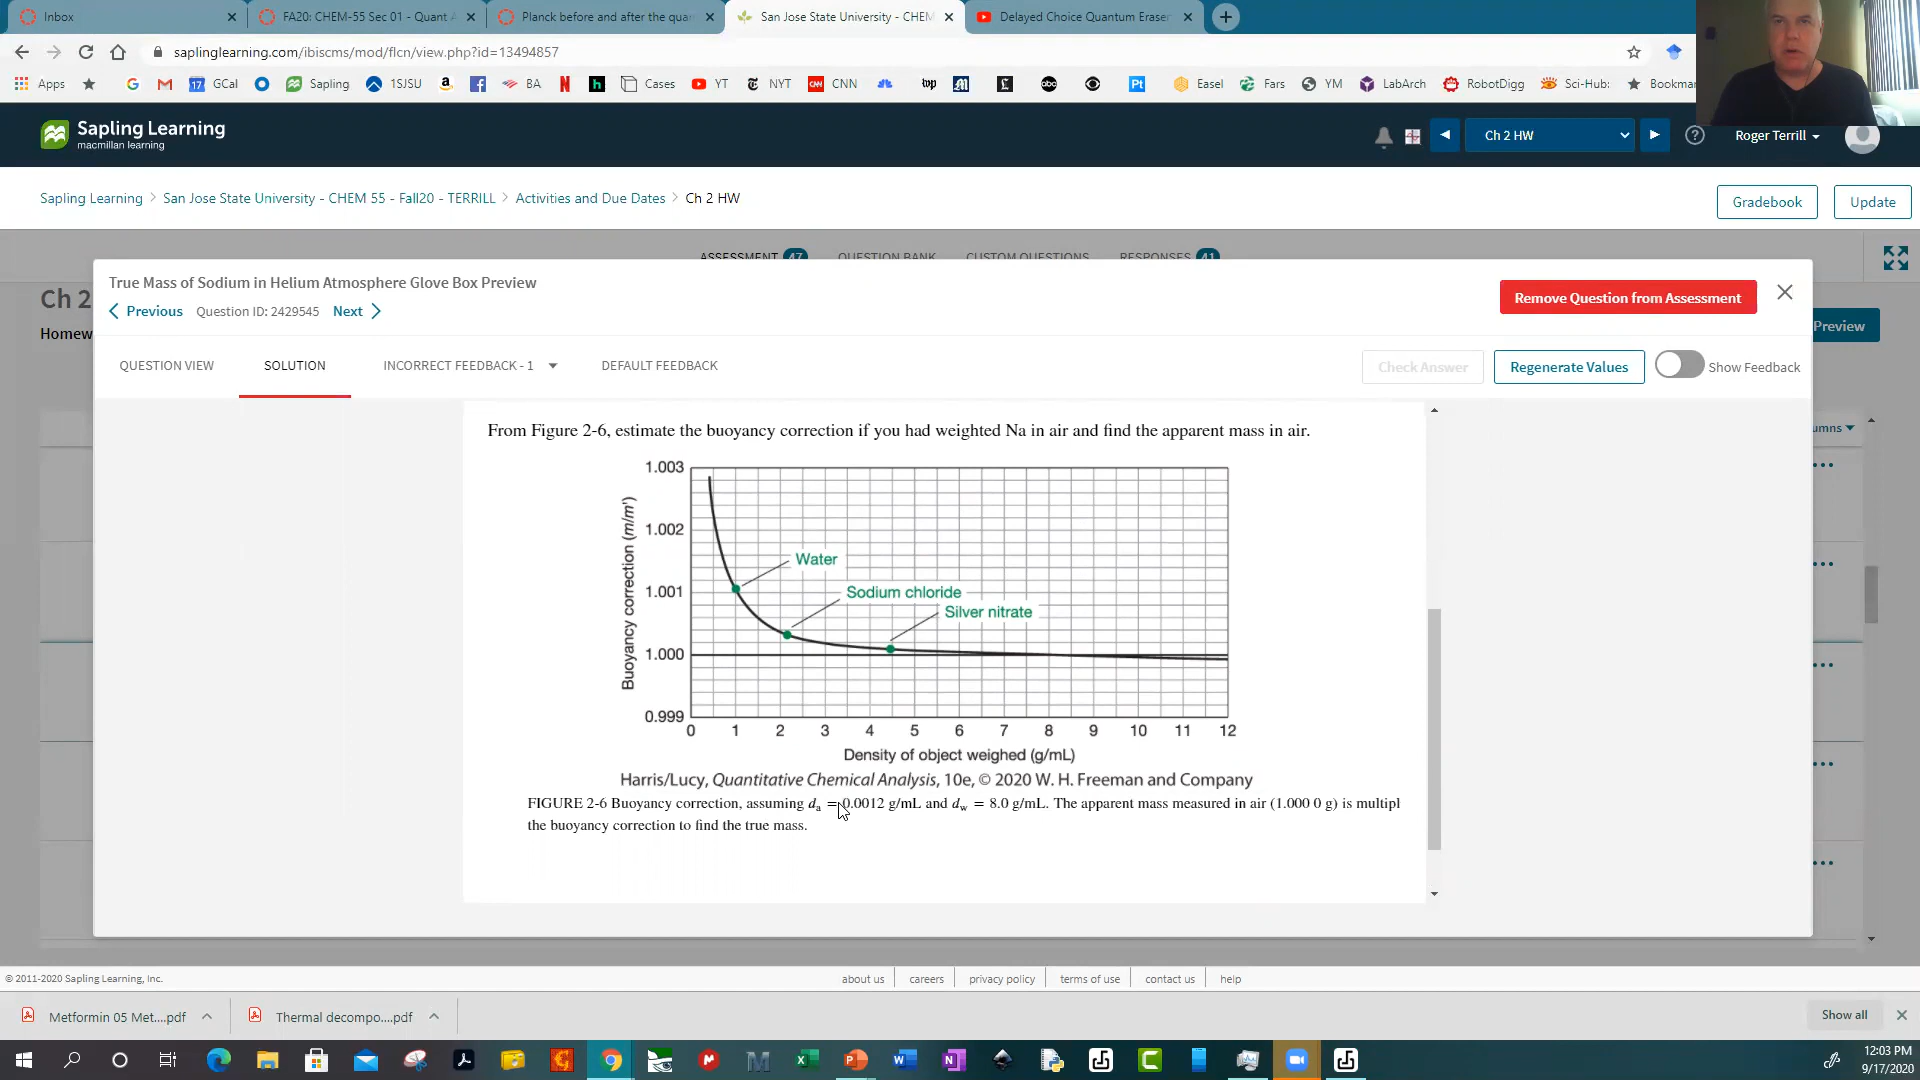 Inbox
FA20: CHEM-55 Sec 01 - Quant A
Planck before and after the quan
San Jose State University - CHEM
Delayed Choice Quantum Eraser
saplinglearning.com/ibiscms/mod/flcn/view.php?id=13494857
Apps
GCal
Sapling
1SJSU
BA
Cases
YT
NYT
CNN
Easel
Fars
YM
LabArch
RobotDigg
Sci-Hub:
Bookmar
Sapling Learning
macmillan learning
Ch 2 HW
Roger Terrill
Sapling Learning > San Jose State University - CHEM 55 - Fall20 - TERRILL > Activities and Due Dates > Ch 2 HW
Gradebook
Update
ASSESSMENT 47
QUESTION BANK
CUSTOM QUESTIONS
RESPONSES 41
Ch 2
Homew
Preview
umns
True Mass of Sodium in Helium Atmosphere Glove Box Preview
Previous
Question ID: 2429545
Next
Remove Question from Assessment
QUESTION VIEW
SOLUTION
INCORRECT FEEDBACK - 1
DEFAULT FEEDBACK
Check Answer
Regenerate Values
Show Feedback
From Figure 2-6, estimate the buoyancy correction if you had weighted Na in air and find the apparent mass in air.
1.003
1.002
1.001
1.000
0.999
Buoyancy correction (m/m')
Water
Sodium chloride
Silver nitrate
0 1 2 3 4 5 6 7 8 9 10 11 12
Density of object weighed (g/mL)
Harris/Lucy, Quantitative Chemical Analysis, 10e, © 2020 W. H. Freeman and Company
FIGURE 2-6 Buoyancy correction, assuming da = 0.0012 g/mL and dw = 8.0 g/mL. The apparent mass measured in air (1.000 0 g) is multipl
the buoyancy correction to find the true mass.
© 2011-2020 Sapling Learning, Inc.
about us
careers
privacy policy
terms of use
contact us
help
Metformin 05 Met....pdf
Thermal decompo....pdf
Show all
12:03 PM
9/17/2020